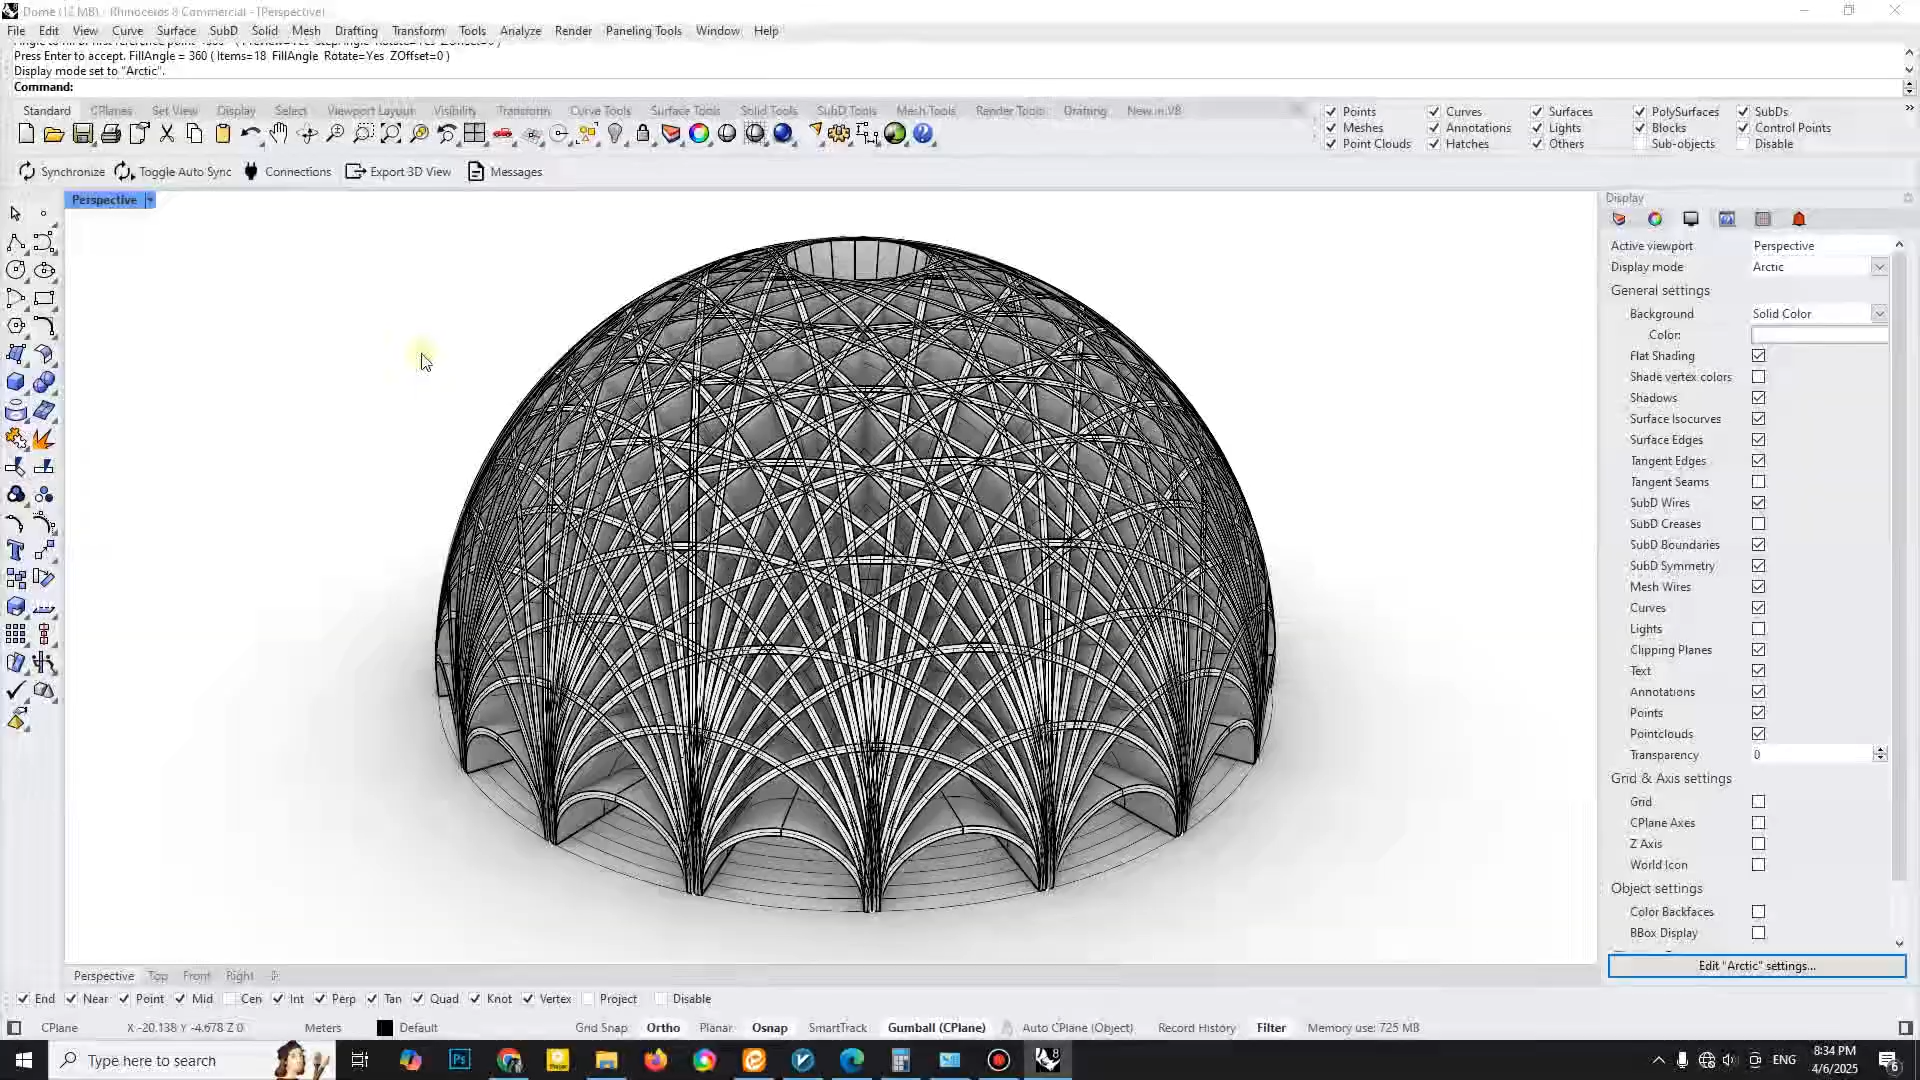 Dome (12 MB) - Rhinoceros 8 Commercial - [Perspective]
File Edit View Curve Surface SubD Solid Mesh Drafting Transform Tools Analyze Render Paneling Tools Window Help
Press Enter to accept. FillAngle = 360 ( Items=18 FillAngle Rotate=Yes ZOffset=0 )
Display mode set to "Arctic".
Command:
Standard CPlanes Set View Display Select Viewport Layout Visibility Transform Curve Tools Surface Tools Solid Tools SubD Tools Mesh Tools Render Tools Drafting New in V8
Points Curves Surfaces PolySurfaces SubDs
Meshes Annotations Lights Blocks Control Points
Point Clouds Hatches Others Sub-objects Disable
Synchronize Toggle Auto Sync Connections Export 3D View Messages
Perspective
Display
Active viewport Perspective
Display mode Arctic
General settings
Background Solid Color
Color:
Flat Shading
Shade vertex colors
Shadows
Surface Isocurves
Surface Edges
Tangent Edges
Tangent Seams
SubD Wires
SubD Creases
SubD Boundaries
SubD Symmetry
Mesh Wires
Curves
Lights
Clipping Planes
Text
Annotations
Points
Pointclouds
Transparency 0
Grid & Axis settings
Grid
CPlane Axes
Z Axis
World Icon
Object settings
Color Backfaces
BBox Display
Edit "Arctic" settings...
Perspective Top Front Right
End Near Point Mid Cen Int Perp Tan Quad Knot Vertex Project Disable
CPlane X -20.138 Y -4.678 Z 0 Meters Default Grid Snap Ortho Planar Osnap SmartTrack Gumball (CPlane) Auto CPlane (Object) Record History Filter Memory use: 725 MB
Type here to search
ENG
8:34 PM
4/6/2025